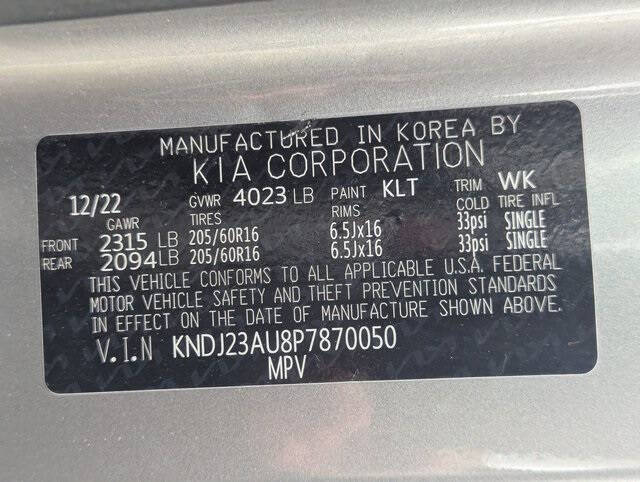 MANUFACTURED IN KOREA BY
KIA CORPORATION
12/22 GVWR 4023 LB PAINT KLT TRIM WK
GAWR TIRES RIMS COLD TIRE INFL
FRONT 2315 LB 205/60R16 6.5Jx16 33psi SINGLE
REAR 2094 LB 205/60R16 6.5Jx16 33psi SINGLE
THIS VEHICLE CONFORMS TO ALL APPLICABLE U.S.A. FEDERAL
MOTOR VEHICLE SAFETY AND THEFT PREVENTION STANDARDS
IN EFFECT ON THE DATE OF MANUFACTURE SHOWN ABOVE.
V.I.N KNDJ23AU8P7870050
MPV